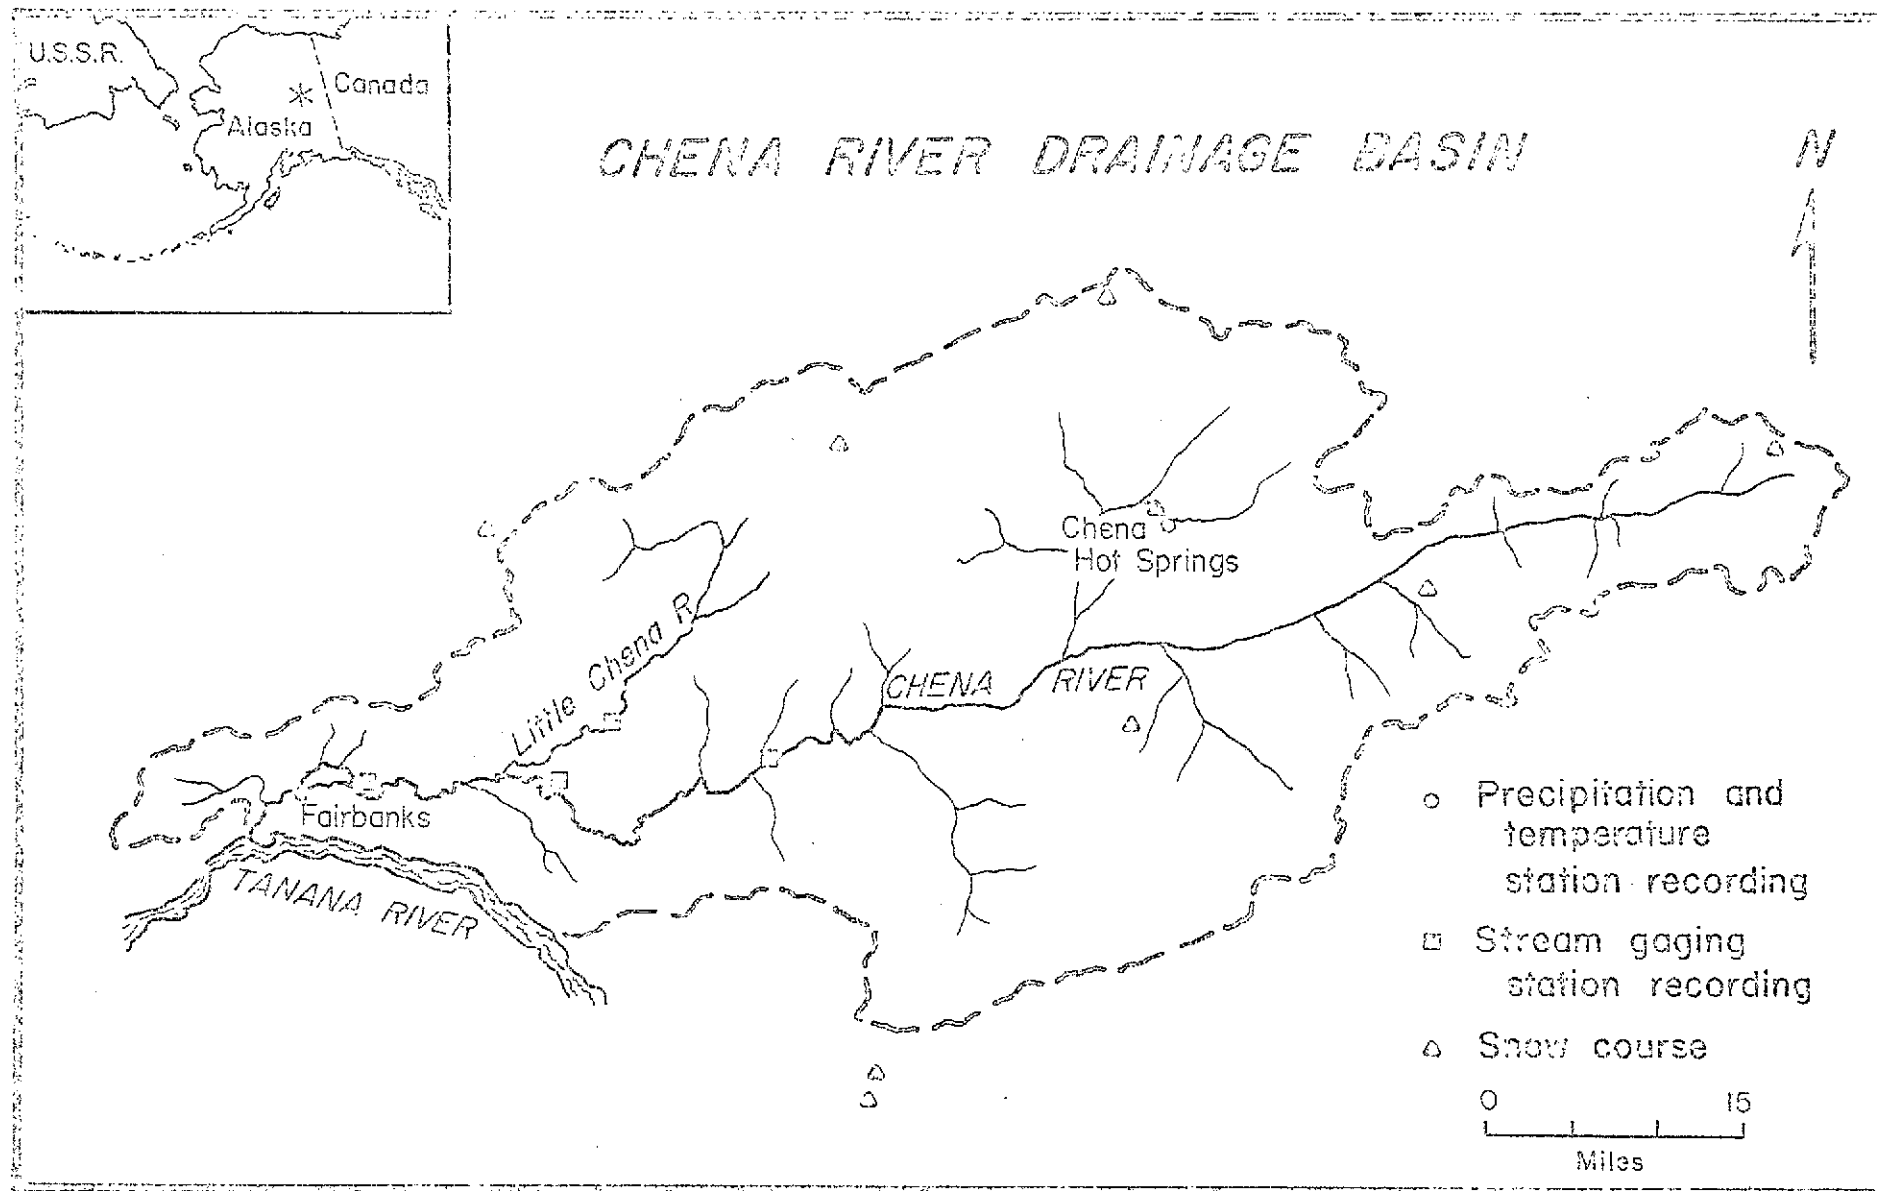 U.S.S.R.
Canada
Alaska
CHENA RIVER DRAINAGE BASIN
N
Chena
Hot Springs
Little Chena R
CHENA RIVER
Fairbanks
TANANA RIVER
Precipitation and
temperature
station recording
Stream gaging
station recording
Snow course
0 15
Miles